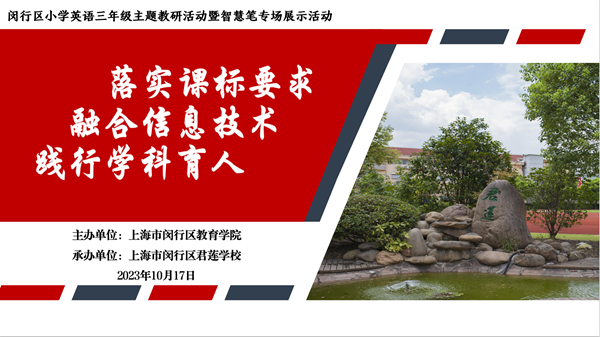 闵行区小学英语三年级主题教研活动暨智慧笔专场展示活动
落实课标要求
融合信息技术
践行学科育人
主办单位：上海市闵行区教育学院
承办单位：上海市闵行区君莲学校
2023年10月17日
君莲